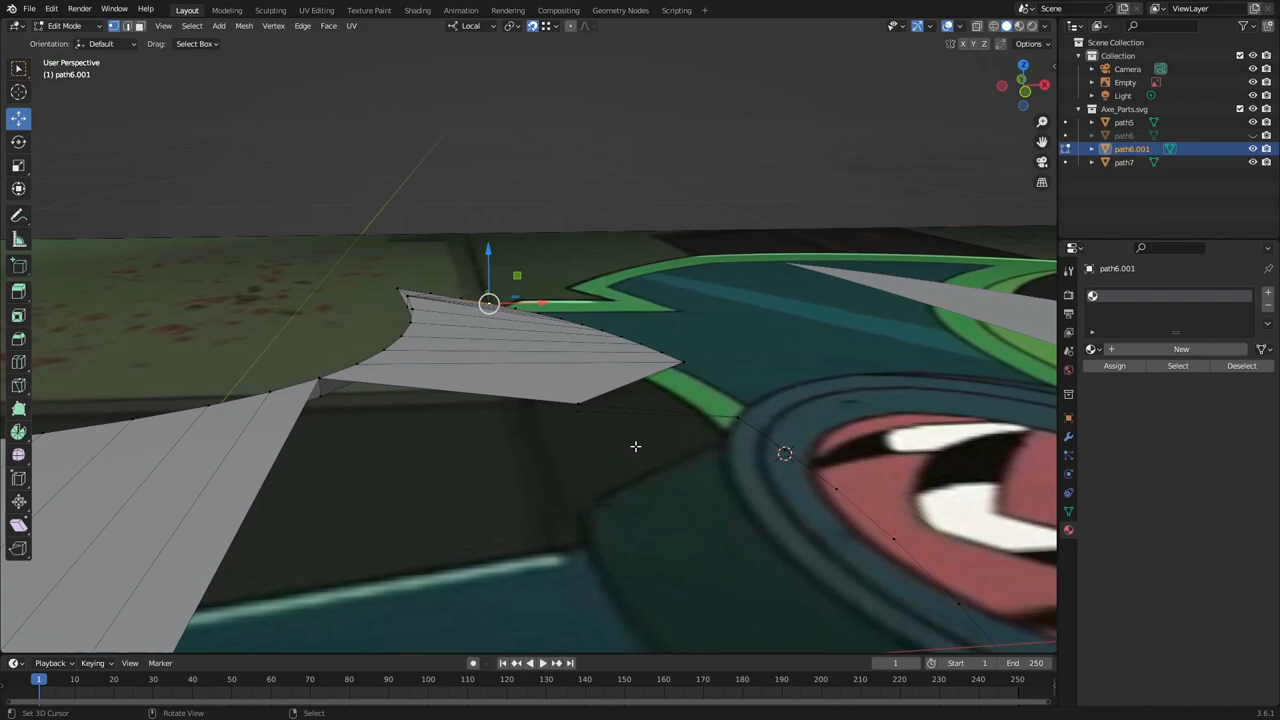 File Edit Render Window Help Layout Modeling Sculpting UV Editing Texture Paint Shading Animation Rendering Compositing Geometry Nodes Scripting Scene ViewLayer
Edit Mode View Select Add Mesh Vertex Edge Face UV Local
Orientation: Default Drag: Select Box X Y Z Options
User Perspective
(1) path6.001
Z
X
Y
Scene Collection
Collection
Camera
Empty
Light
Axe_Parts.svg
path5
path6
path6.001
path7
path6.001
New
Assign Select Deselect
Playback Keying View Marker 1 Start 1 End 250
1 10 20 30 40 50 60 70 80 90 100 110 120 130 140 150 160 170 180 190 200 210 220 230 240 250
Set 3D Cursor Rotate View Select 3.6.1